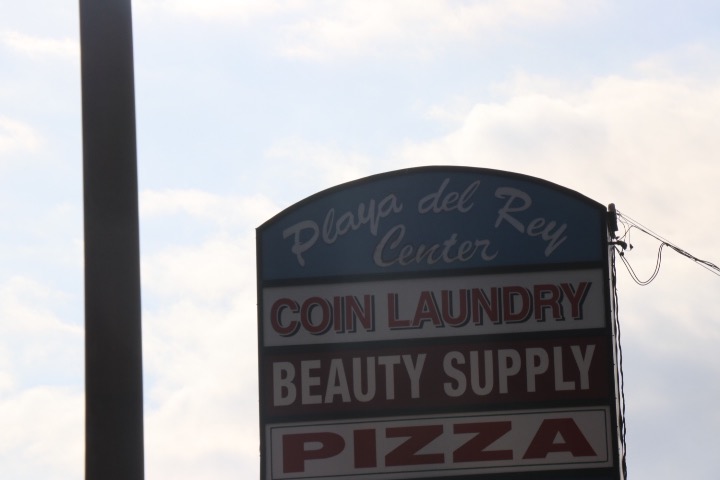 Playa del Rey
Center
COIN LAUNDRY
BEAUTY SUPPLY
PIZZA